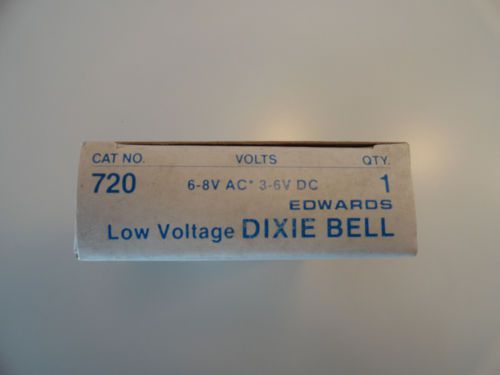 CAT NO. VOLTS QTY.
720 6-8V AC* 3-6V DC 1
EDWARDS
Low Voltage DIXIE BELL